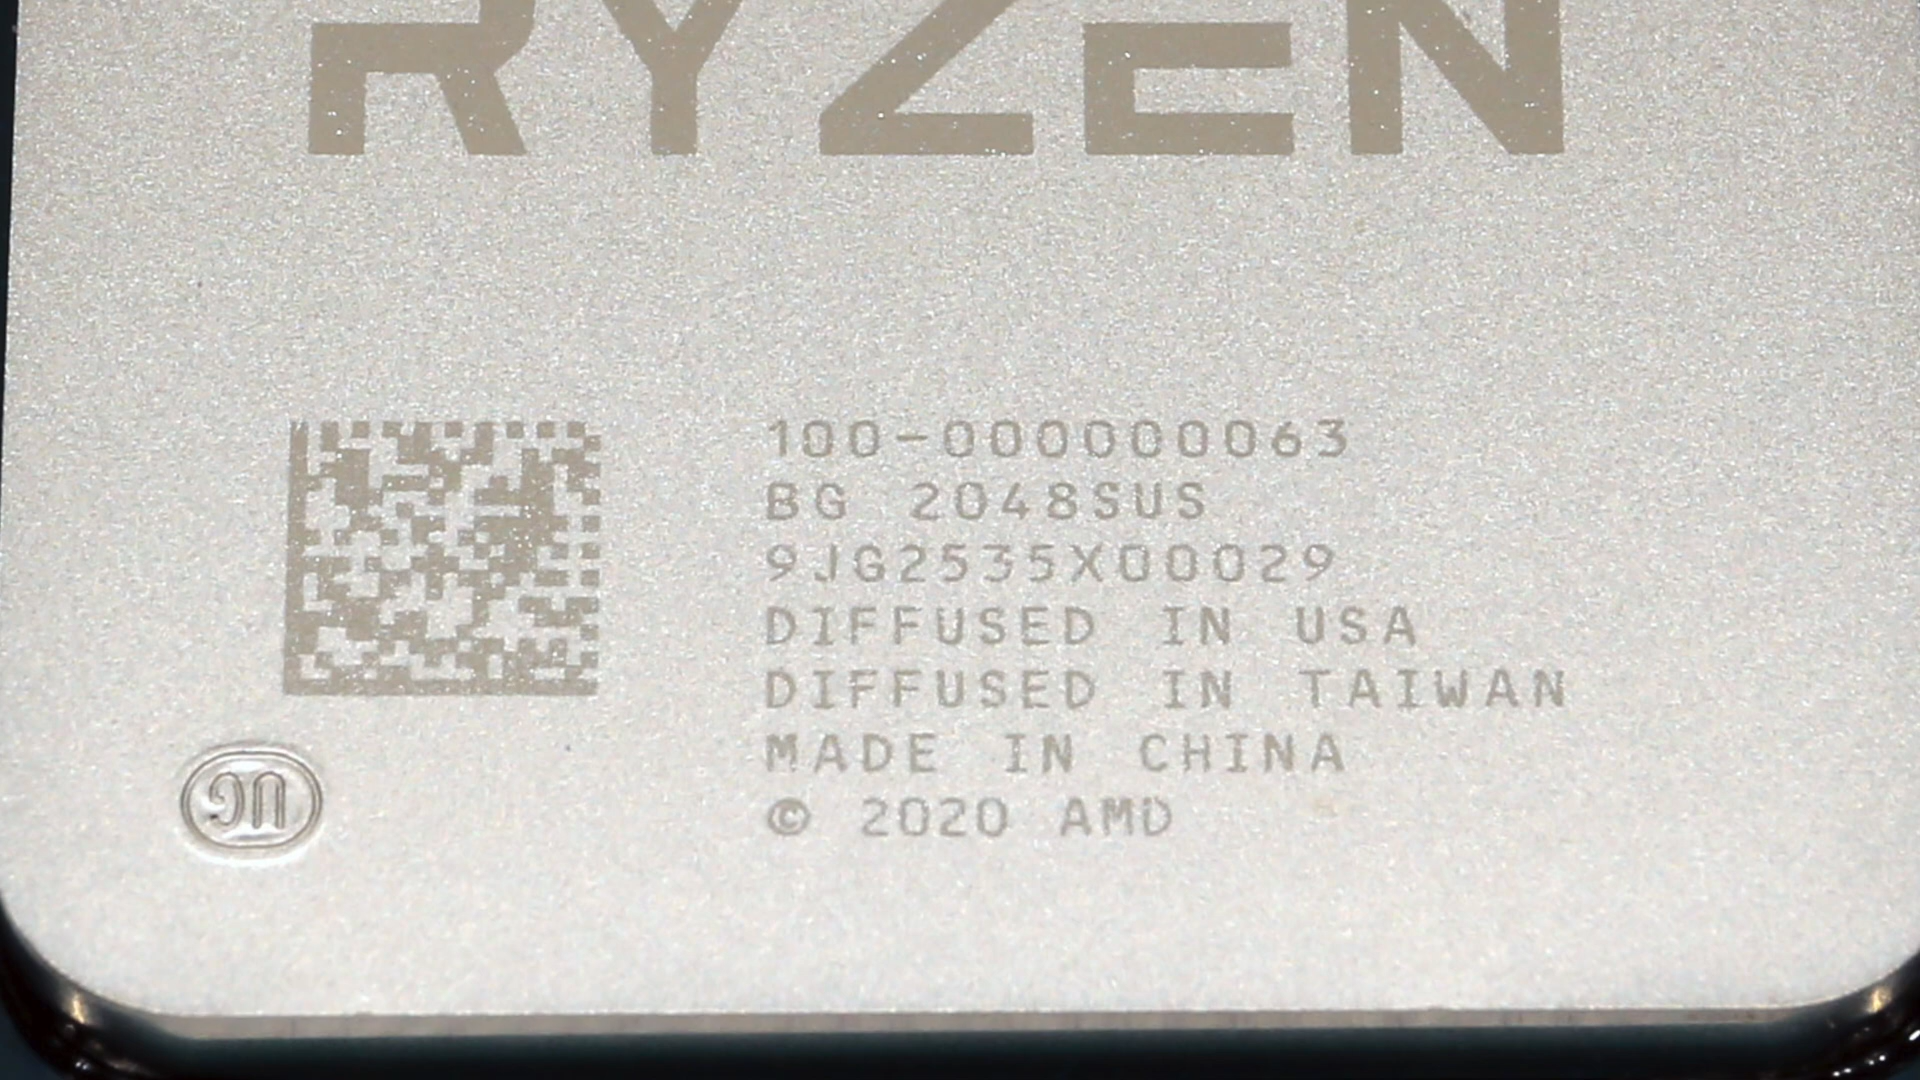 RYZEN
100-000000063
BG 2048SUS
9JG2535X00029
DIFFUSED IN USA
DIFFUSED IN TAIWAN
MADE IN CHINA
© 2020 AMD